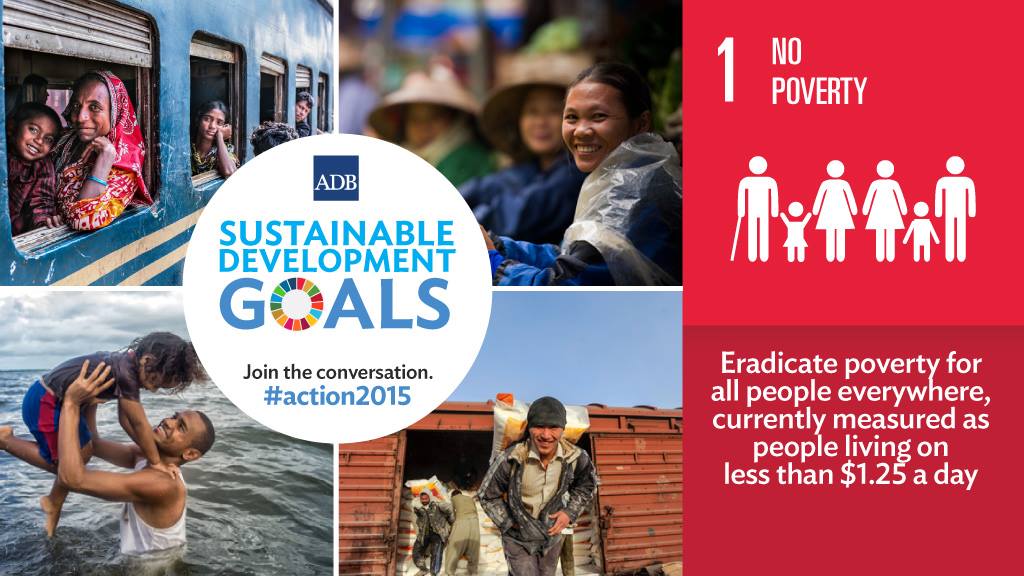 ADB
SUSTAINABLE
DEVELOPMENT
GOALS
Join the conversation.
#action2015
1
NO
POVERTY
Eradicate poverty for
all people everywhere,
currently measured as
people living on
less than $1.25 a day